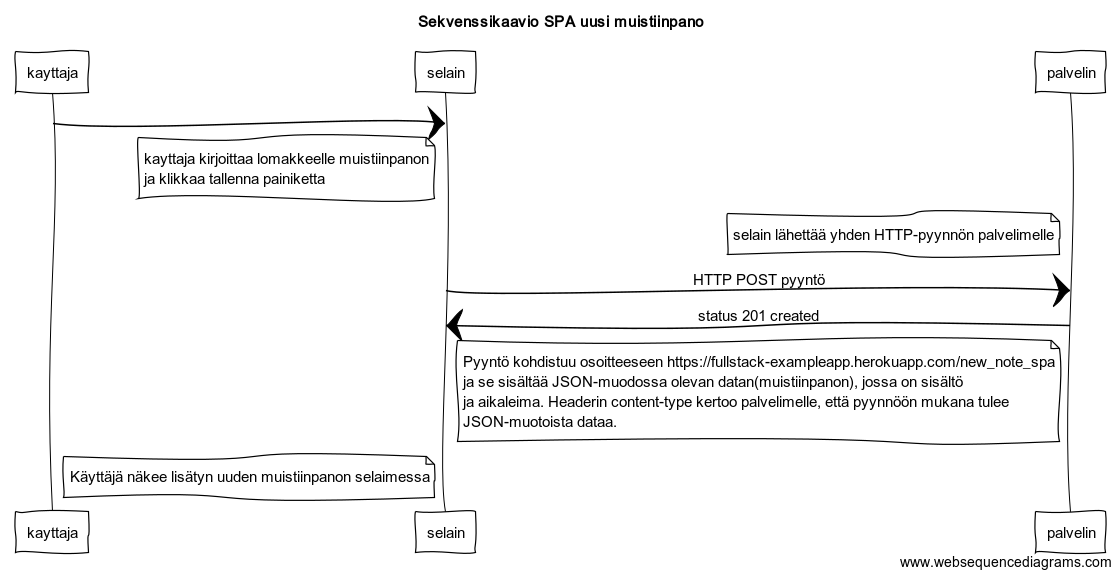 Sekvenssikaavio SPA uusi muistiinpano
kayttaja selain palvelin
kayttaja kirjoittaa lomakkeelle muistiinpanon
ja klikkaa tallenna painiketta
selain lähettää yhden HTTP-pyynnön palvelimelle
HTTP POST pyyntö
status 201 created
Pyyntö kohdistuu osoitteeseen https://fullstack-exampleapp.herokuapp.com/new_note_spa
ja se sisältää JSON-muodossa olevan datan(muistiinpanon), jossa on sisältö
ja aikaleima. Headerin content-type kertoo palvelimelle, että pyynnöön mukana tulee
JSON-muotoista dataa.
Käyttäjä näkee lisätyn uuden muistiinpanon selaimessa
kayttaja selain palvelin
www.websequencediagrams.com